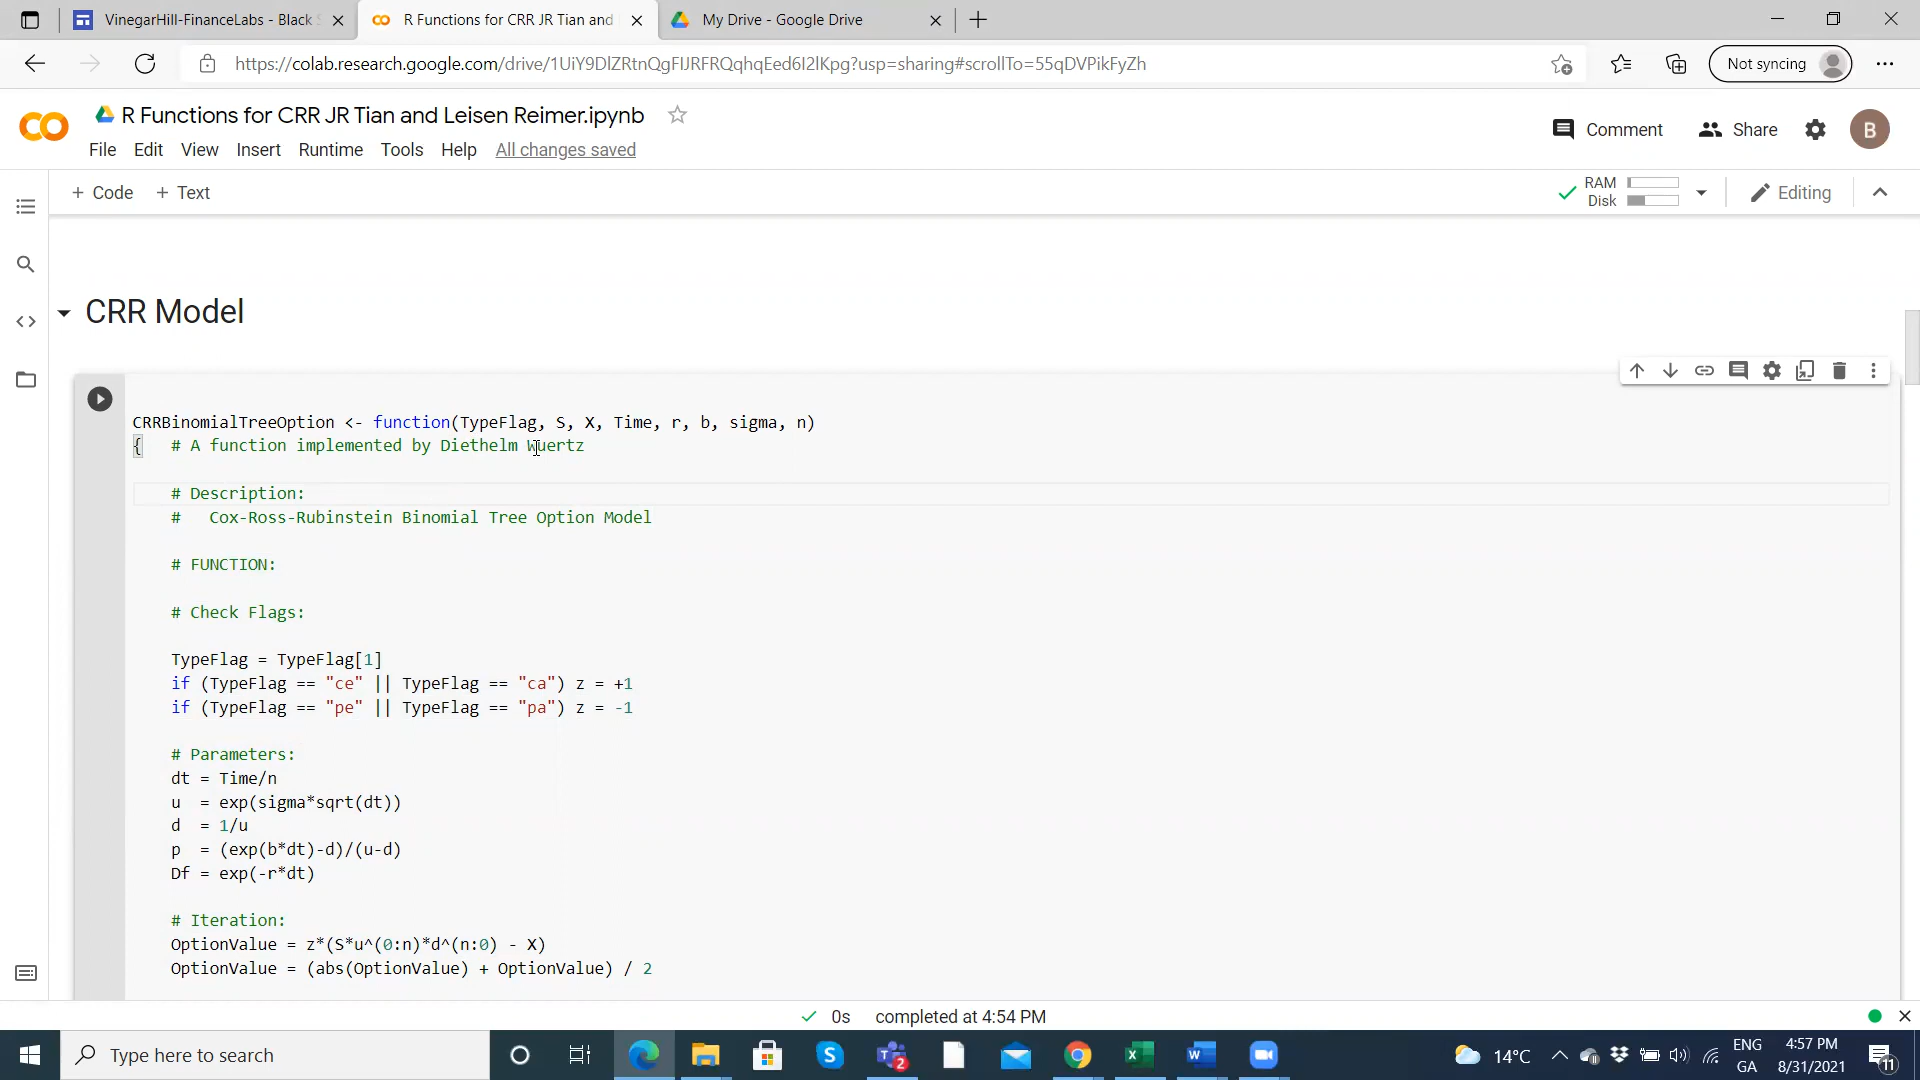 VinegarHill-FinanceLabs - Black S
R Functions for CRR JR Tian and
My Drive - Google Drive
https://colab.research.google.com/drive/1UiY9DlZRtnQgFlJRFRQqhqEed6I2lKpg?usp=sharing#scrollTo=55qDVPikFyZh
Not syncing
R Functions for CRR JR Tian and Leisen Reimer.ipynb
Comment
Share
B
File Edit View Insert Runtime Tools Help All changes saved
+ Code + Text
RAM
Disk
Editing
CRR Model
CRRBinomialTreeOption <- function(TypeFlag, S, X, Time, r, b, sigma, n)
{   # A function implemented by Diethelm Wuertz
# Description:
#   Cox-Ross-Rubinstein Binomial Tree Option Model
# FUNCTION:
# Check Flags:
TypeFlag = TypeFlag[1]
if (TypeFlag == "ce" || TypeFlag == "ca") z = +1
if (TypeFlag == "pe" || TypeFlag == "pa") z = -1
# Parameters:
dt = Time/n
u  = exp(sigma*sqrt(dt))
d  = 1/u
p  = (exp(b*dt)-d)/(u-d)
Df = exp(-r*dt)
# Iteration:
OptionValue = z*(S*u^(0:n)*d^(n:0) - X)
OptionValue = (abs(OptionValue) + OptionValue) / 2
0s completed at 4:54 PM
Type here to search
2
14°C
ENG
GA
4:57 PM
8/31/2021
11